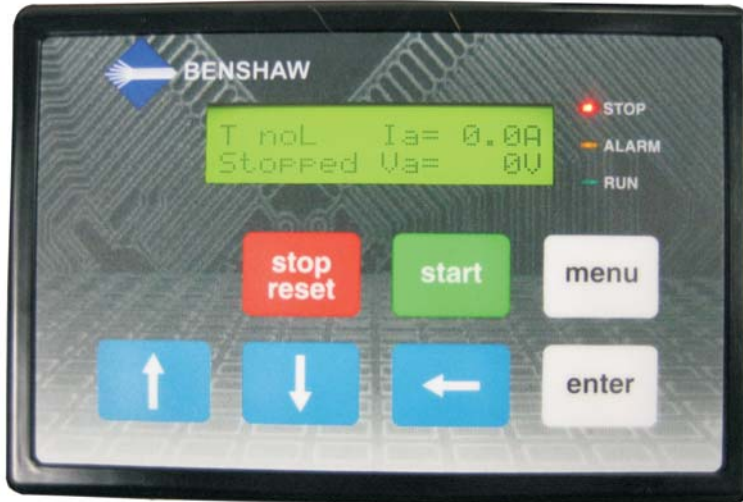 BENSHAW
T noL Ia= 0.0A
Stopped Va= 0V
STOP
ALARM
RUN
stop
reset
start
menu
enter